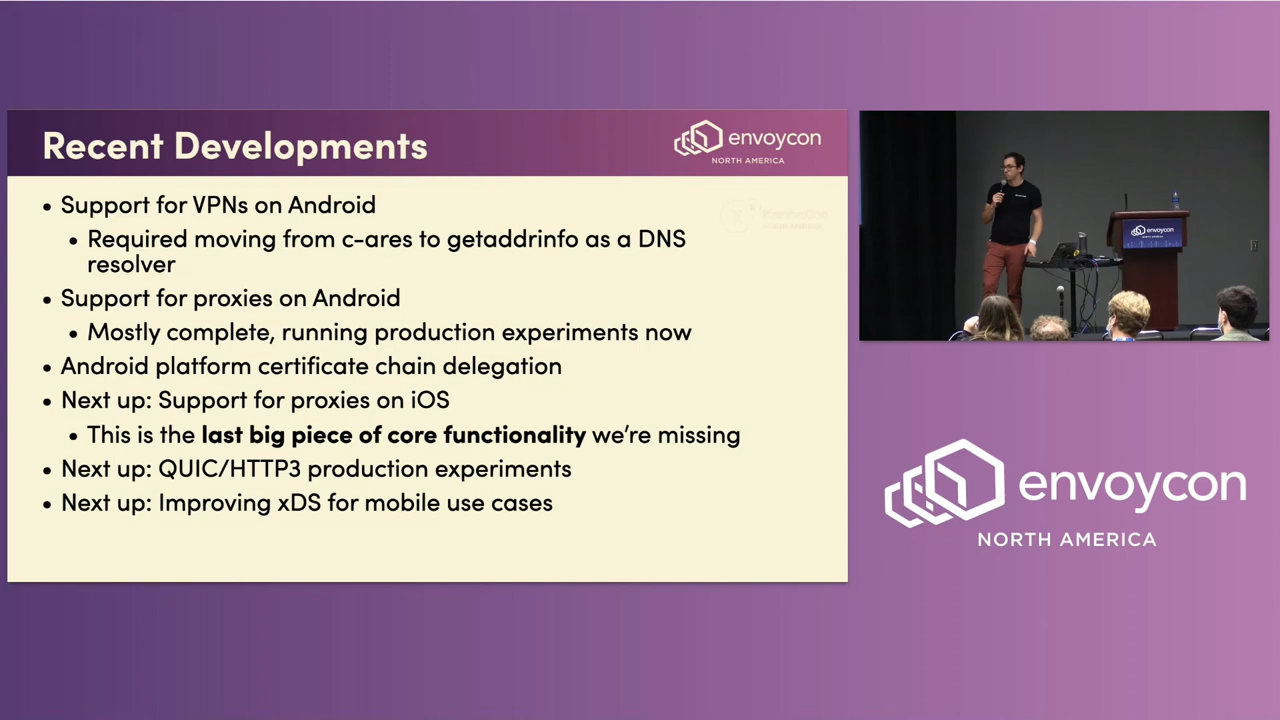 Recent Developments
envoycon
NORTH AMERICA
• Support for VPNs on Android
• Required moving from c-ares to getaddrinfo as a DNS
resolver
• Support for proxies on Android
• Mostly complete, running production experiments now
• Android platform certificate chain delegation
• Next up: Support for proxies on iOS
• This is the last big piece of core functionality we're missing
• Next up: QUIC/HTTP3 production experiments
• Next up: Improving xDS for mobile use cases
envoycon
envoycon
NORTH AMERICA